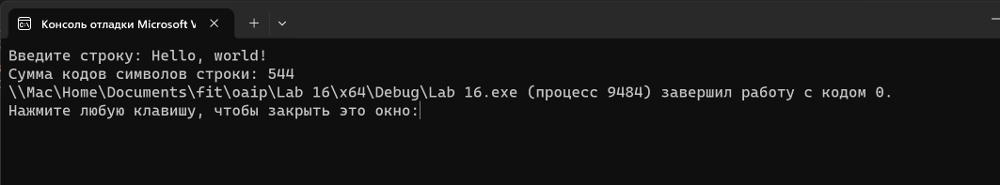 Консоль отладки Microsoft V
Введите строку: Hello, world!
Сумма кодов символов строки: 544
\\Mac\Home\Documents\fit\oaip\Lab 16\x64\Debug\Lab 16.exe (процесс 9484) завершил работу с кодом 0.
Нажмите любую клавишу, чтобы закрыть это окно: